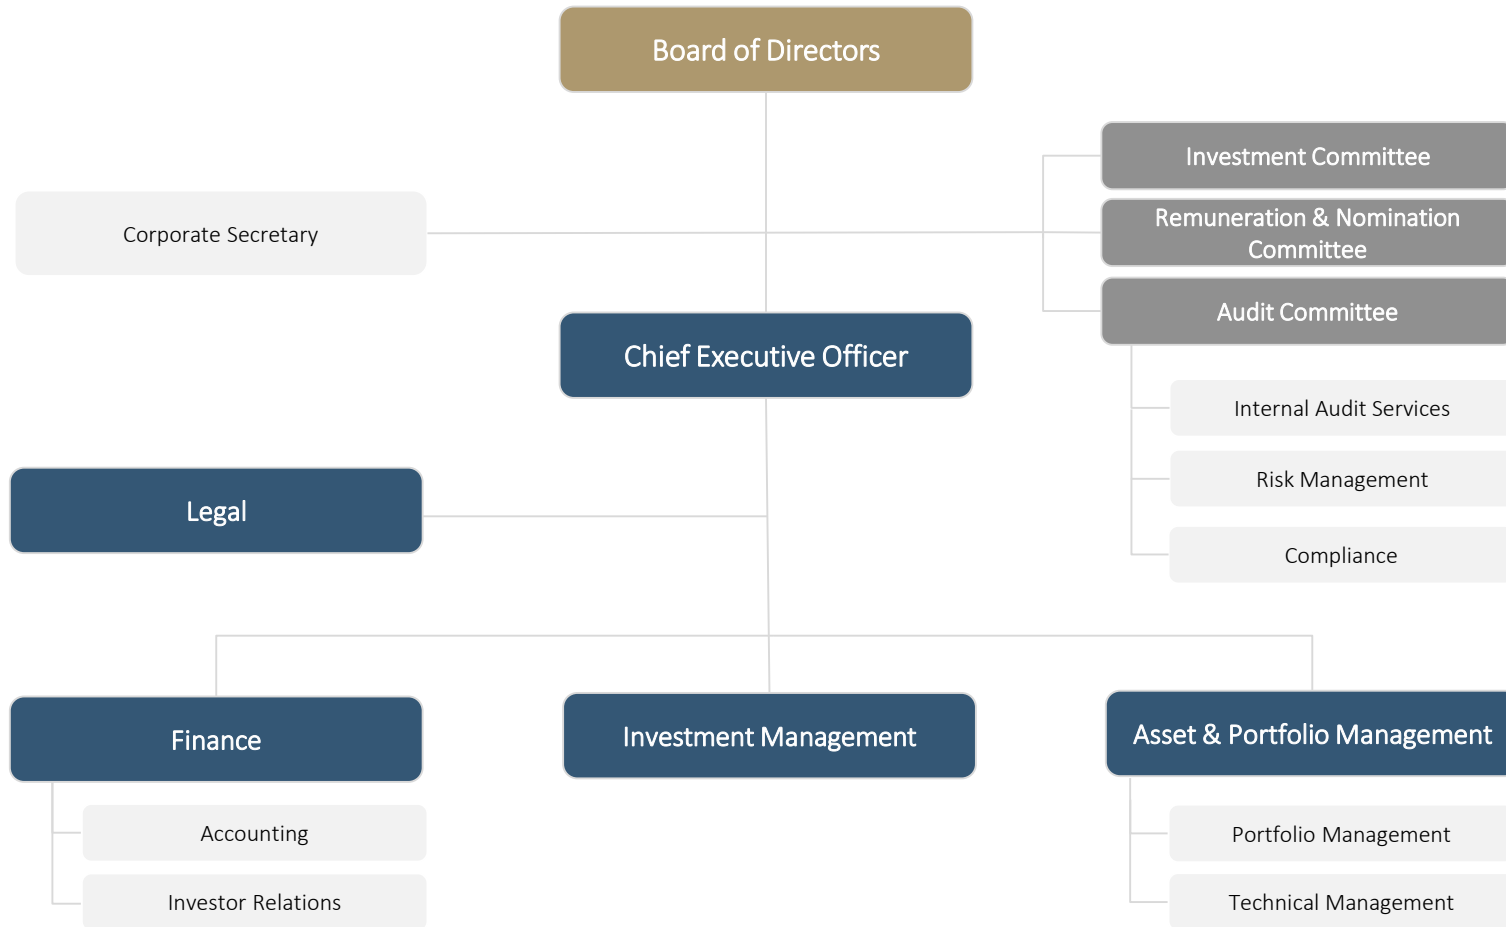 Board of Directors
Investment Committee
Corporate Secretary
Remuneration & Nomination
Committee
Audit Committee
Chief Executive Officer
Internal Audit Services
Risk Management
Legal
Compliance
Finance
Investment Management
Asset & Portfolio Management
Accounting
Portfolio Management
Investor Relations
Technical Management